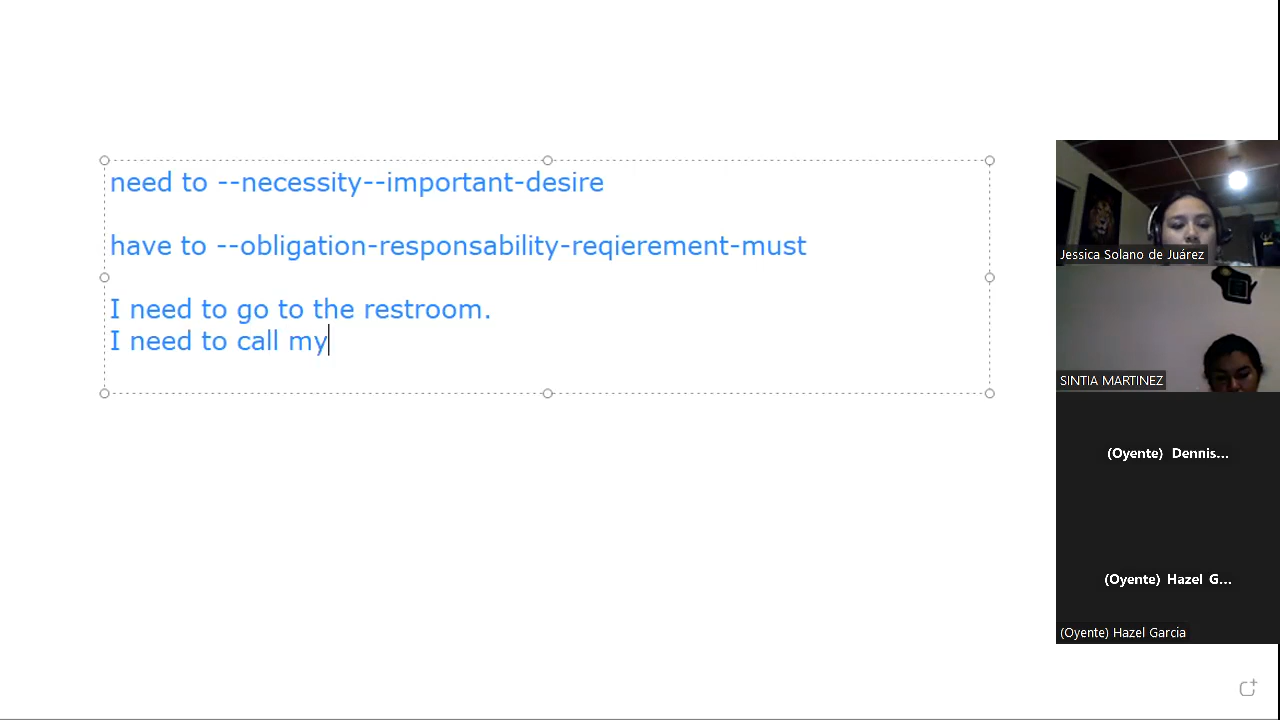 need to --necessity--important-desire
have to --obligation-responsability-reqierement-must
I need to go to the restroom.
I need to call my
Jessica Solano de Juárez
SINTIA MARTINEZ
(Oyente) Dennis...
(Oyente) Hazel G...
(Oyente) Hazel Garcia